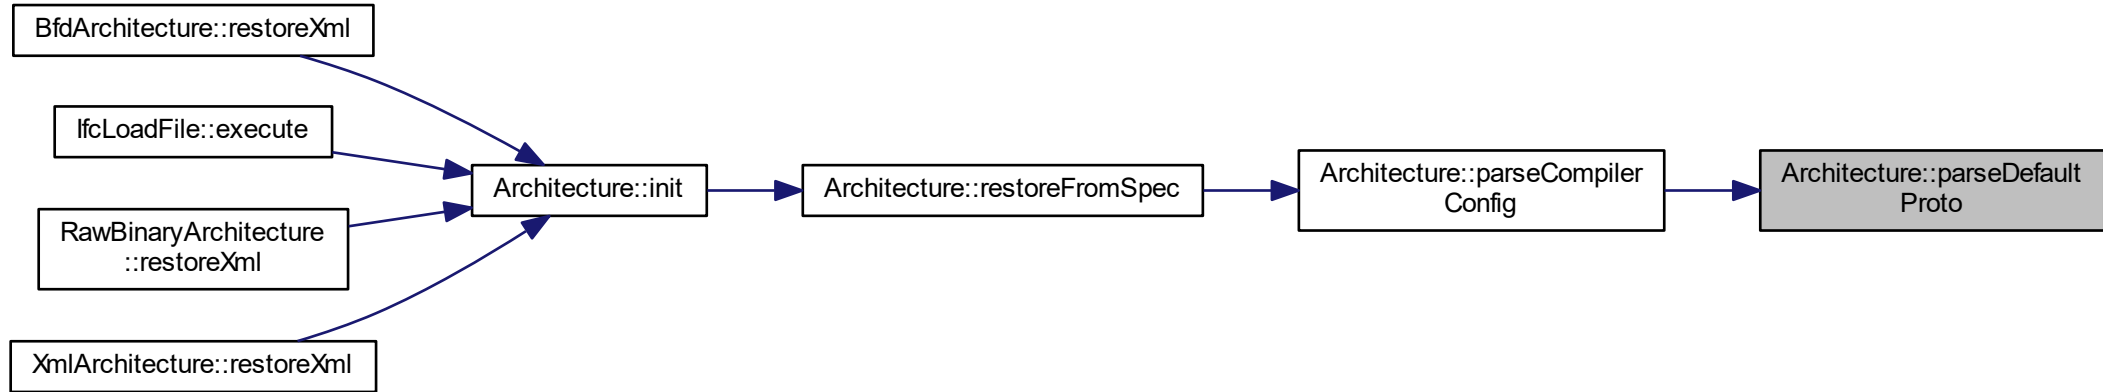 BfdArchitecture::restoreXml
IfcLoadFile::execute
RawBinaryArchitecture
::restoreXml
XmlArchitecture::restoreXml
Architecture::init
Architecture::restoreFromSpec
Architecture::parseCompiler
Config
Architecture::parseDefault
Proto